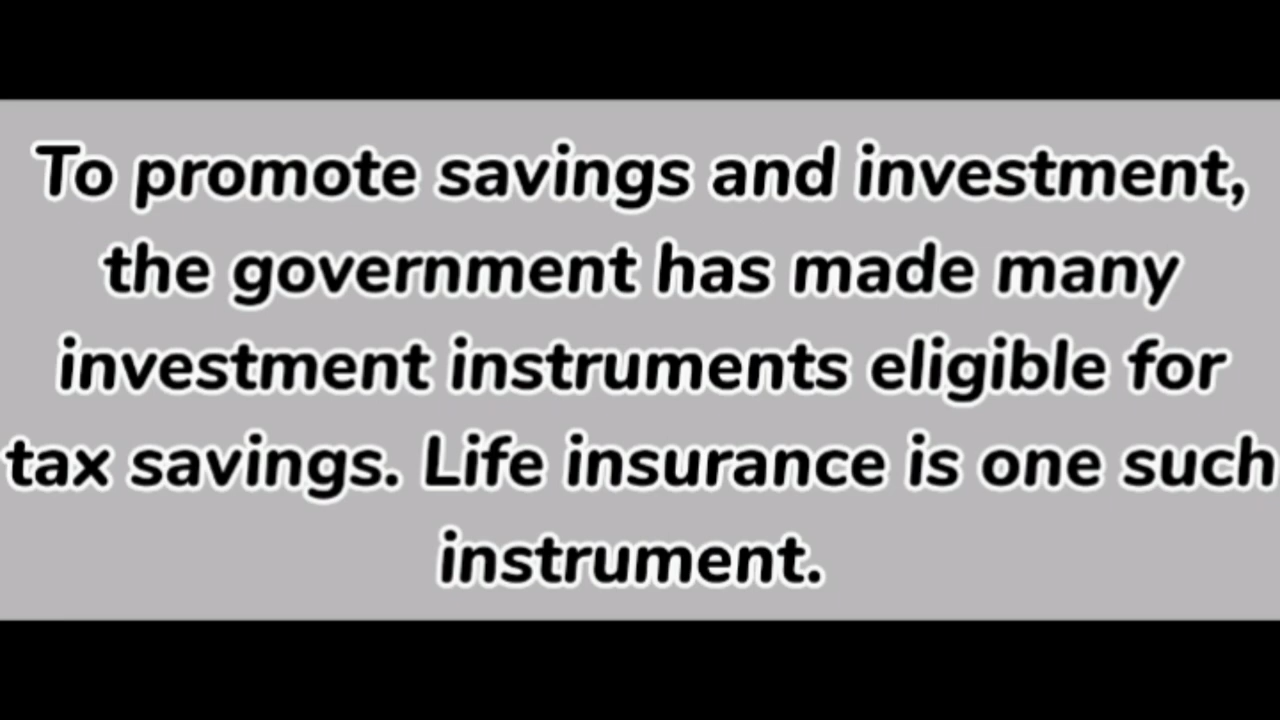 To promote savings and investment,
the government has made many
investment instruments eligible for
tax savings. Life insurance is one such
instrument.